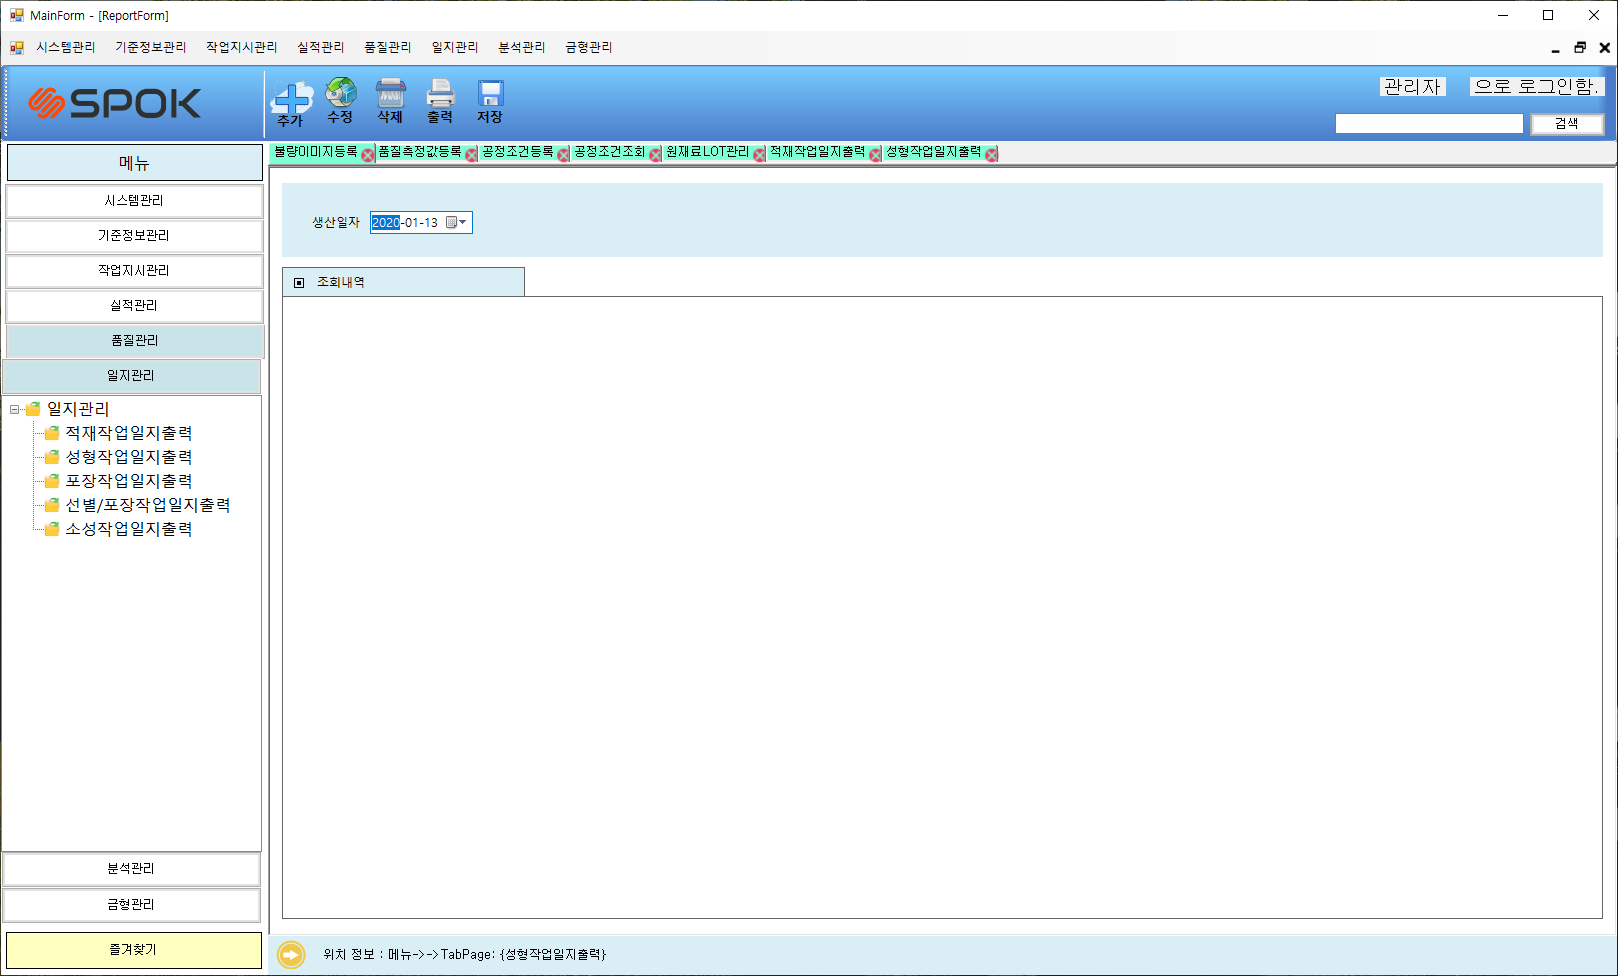 MainForm - [ReportForm]
시스템관리 기준정보관리 작업지시관리 실적관리 품질관리 일지관리 분석관리 금형관리
SPOK
추가 수정 삭제 출력 저장
관리자 으로 로그인함.
검색
메뉴
불량이미지등록 품질측정값등록 공정조건등록 공정조건조회 원재료LOT관리 적재작업일지출력 성형작업일지출력
시스템관리
기준정보관리
작업지시관리
실적관리
품질관리
일지관리
일지관리
적재작업일지출력
성형작업일지출력
포장작업일지출력
선별/포장작업일지출력
소성작업일지출력
분석관리
금형관리
즐겨찾기
생산일자 2020-01-13
조회내역
위치 정보 : 메뉴->->TabPage: {성형작업일지출력}